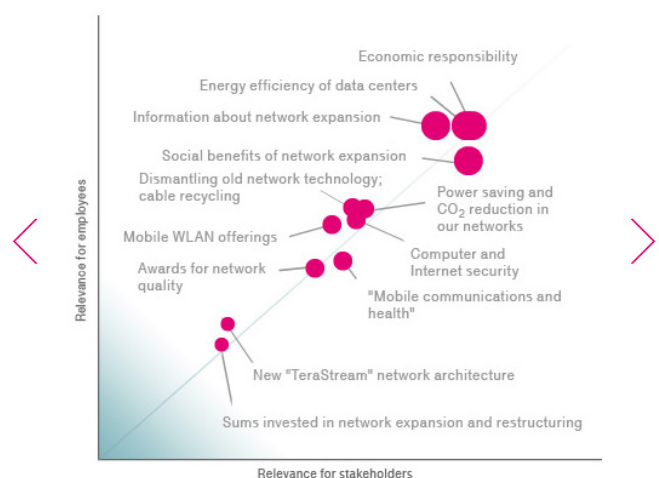 Economic responsibility
Energy efficiency of data centers
Information about network expansion
Social benefits of network expansion
Dismantling old network technology;
cable recycling
Power saving and
CO₂ reduction in
our networks
Mobile WLAN offerings
Computer and
Internet security
Awards for network
quality
"Mobile communications and
health"
New "TeraStream" network architecture
Sums invested in network expansion and restructuring
Relevance for employees
Relevance for stakeholders